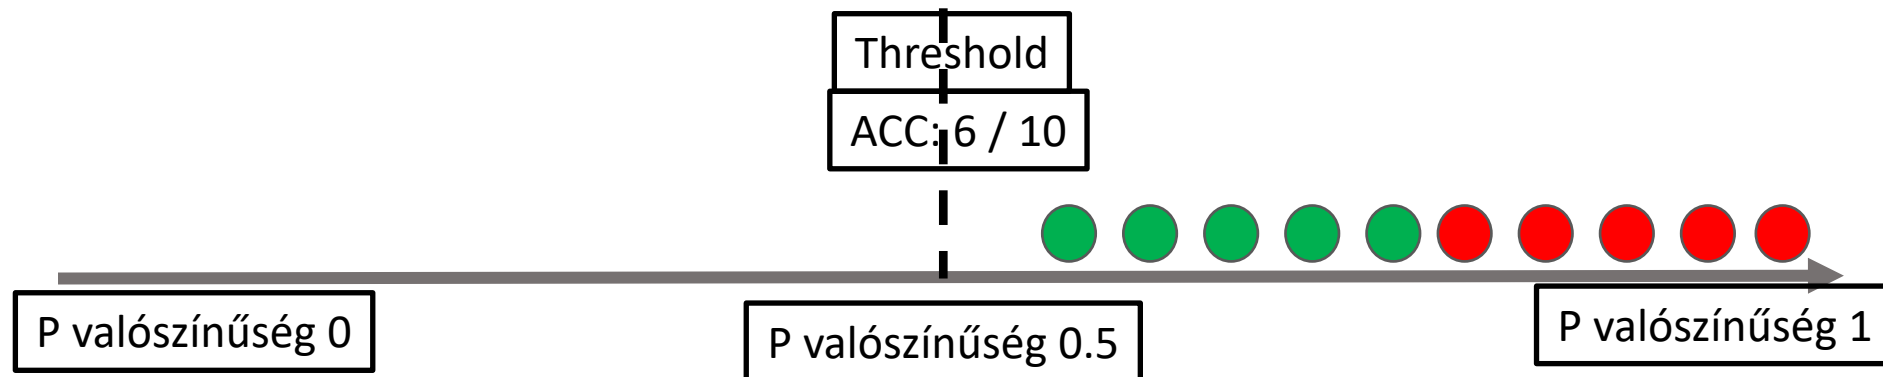 Threshold
ACC: 6 / 10
P valószínűség 0
P valószínűség 0.5
P valószínűség 1